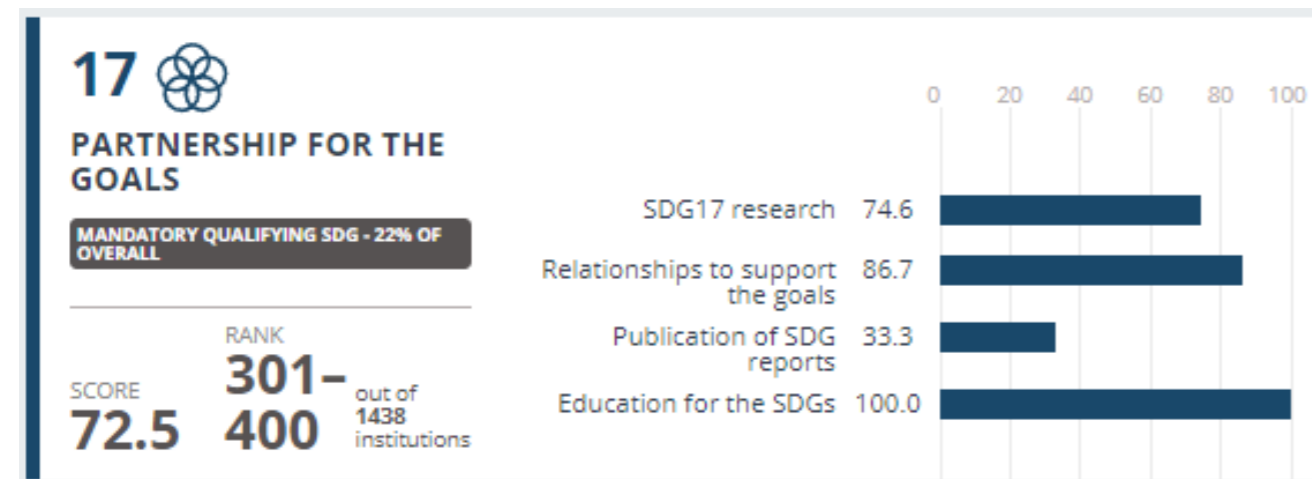 17
PARTNERSHIP FOR THE
GOALS
MANDATORY QUALIFYING SDG - 22% OF
OVERALL
SCORE
72.5
RANK
301–
400
out of
1438
institutions
0 20 40 60 80 100
SDG17 research 74.6
Relationships to support 86.7
the goals
Publication of SDG 33.3
reports
Education for the SDGs 100.0